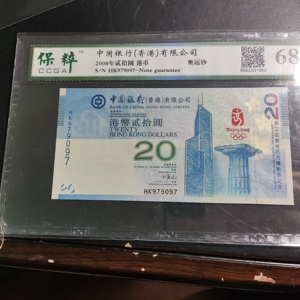 保粹
CCGA
中国银行(香港)有限公司
2008年贰拾圆 港币 奥运钞
S/N HK979097-Note guarantee
68
中國銀行(香港)有限公司
BANK OF CHINA (HONG KONG) LIMITED
港幣貳拾圓
TWENTY
HONG KONG DOLLARS
20
20
HK979097
HK979097
Beijing 2008